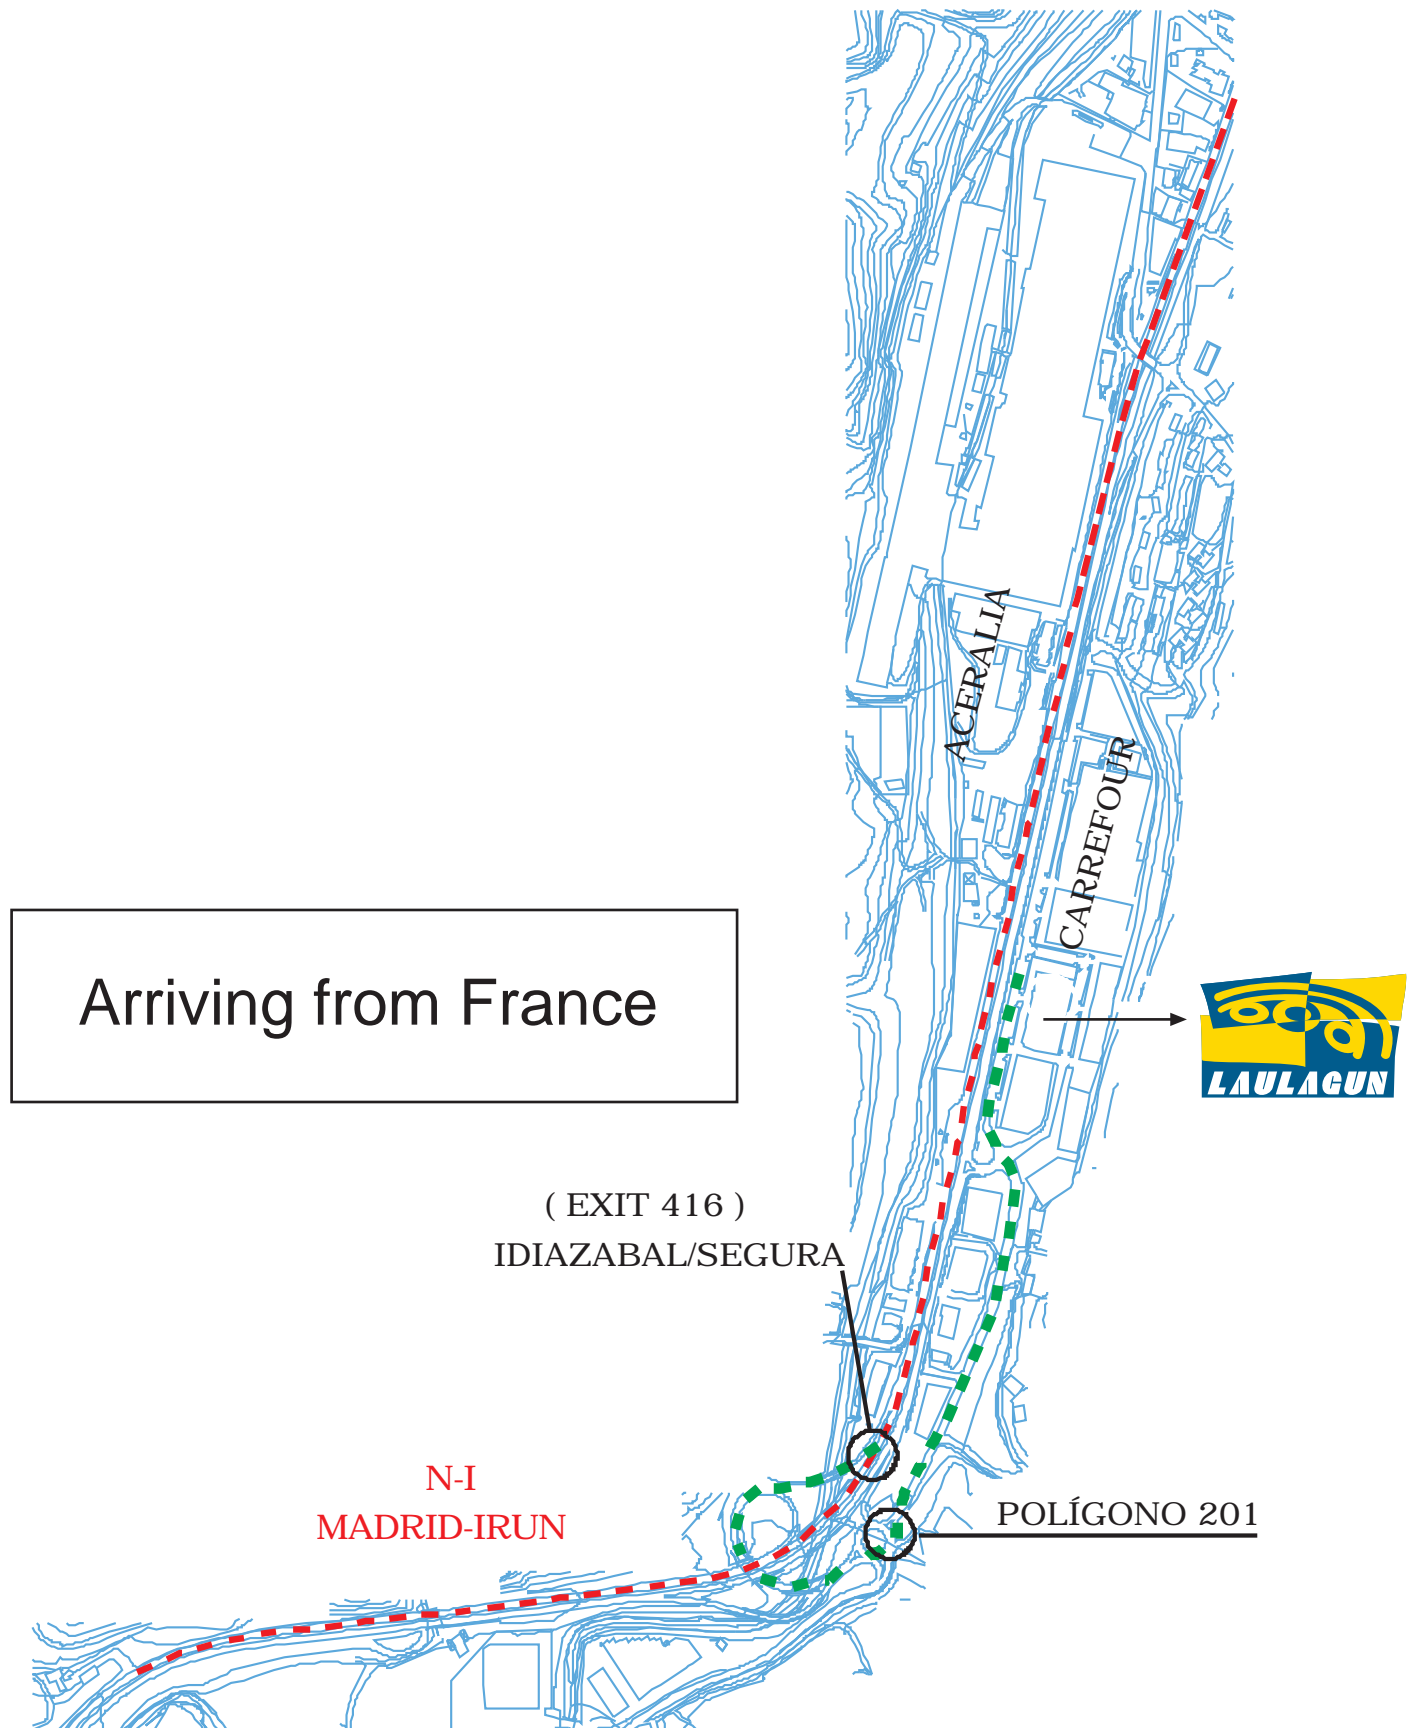 ACERALIA
CARREFOUR
Arriving from France
LAULAGUN
( EXIT 416 )
IDIAZABAL/SEGURA
N-I
MADRID-IRUN
POLÍGONO 201